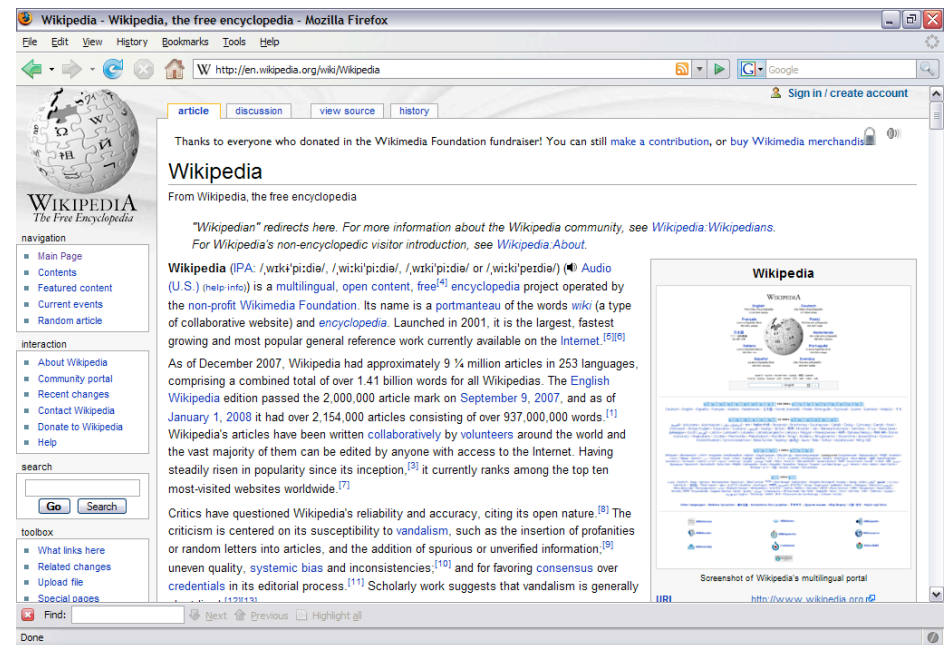 Wikipedia - Wikipedia, the free encyclopedia - Mozilla Firefox
File Edit View History Bookmarks Tools Help
W http://en.wikipedia.org/wiki/Wikipedia
G Google
Sign in / create account
article discussion view source history
Thanks to everyone who donated in the Wikimedia Foundation fundraiser! You can still make a contribution, or buy Wikimedia merchandis
Wikipedia
From Wikipedia, the free encyclopedia
"Wikipedian" redirects here. For more information about the Wikipedia community, see Wikipedia:Wikipedians.
For Wikipedia's non-encyclopedic visitor introduction, see Wikipedia:About.
WIKIPEDIA
The Free Encyclopedia
navigation
Main Page
Contents
Featured content
Current events
Random article
interaction
About Wikipedia
Community portal
Recent changes
Contact Wikipedia
Donate to Wikipedia
Help
search
Go Search
toolbox
What links here
Related changes
Upload file
Special pages
Wikipedia (IPA: /ˌwɪkɨˈpiːdiə/, /ˌwiːkiˈpiːdiə/, /ˌwɪkiˈpiːdiə/ or /ˌwiːkiˈpeɪdiə/) ( Audio
(U.S.) (help·info)) is a multilingual, open content, free[4] encyclopedia project operated by
the non-profit Wikimedia Foundation. Its name is a portmanteau of the words wiki (a type
of collaborative website) and encyclopedia. Launched in 2001, it is the largest, fastest
growing and most popular general reference work currently available on the Internet.[5][6]
As of December 2007, Wikipedia had approximately 9 ¼ million articles in 253 languages,
comprising a combined total of over 1.41 billion words for all Wikipedias. The English
Wikipedia edition passed the 2,000,000 article mark on September 9, 2007, and as of
January 1, 2008 it had over 2,154,000 articles consisting of over 937,000,000 words.[1]
Wikipedia's articles have been written collaboratively by volunteers around the world and
the vast majority of them can be edited by anyone with access to the Internet. Having
steadily risen in popularity since its inception,[3] it currently ranks among the top ten
most-visited websites worldwide.[7]
Critics have questioned Wikipedia's reliability and accuracy, citing its open nature.[8] The
criticism is centered on its susceptibility to vandalism, such as the insertion of profanities
or random letters into articles, and the addition of spurious or unverified information;[9]
uneven quality, systemic bias and inconsistencies;[10] and for favoring consensus over
credentials in its editorial process.[11] Scholarly work suggests that vandalism is generally
[12][13]
Wikipedia
WIKIPEDIA
English Deutsch
Français Polski
日本語 Nederlands
Italiano Português
Español Svenska
Screenshot of Wikipedia's multilingual portal
URL http://www.wikipedia.org
Find: Next Previous Highlight all
Done